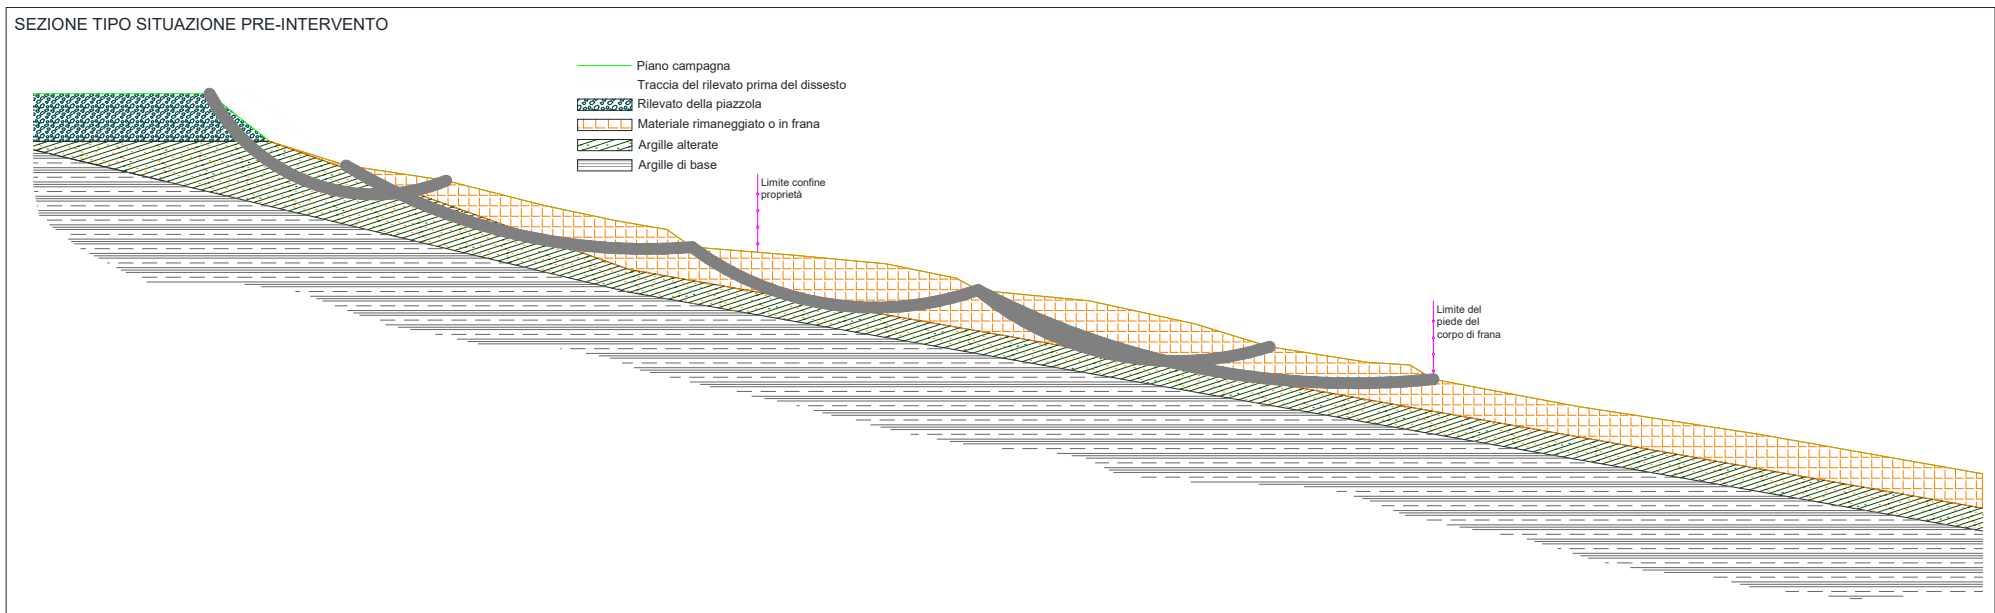 SEZIONE TIPO SITUAZIONE PRE-INTERVENTO
Piano campagna
Traccia del rilevato prima del dissesto
Rilevato della piazzola
Materiale rimaneggiato o in frana
Argille alterate
Argille di base
Limite confine
proprietà
Limite del
piede del
corpo di frana